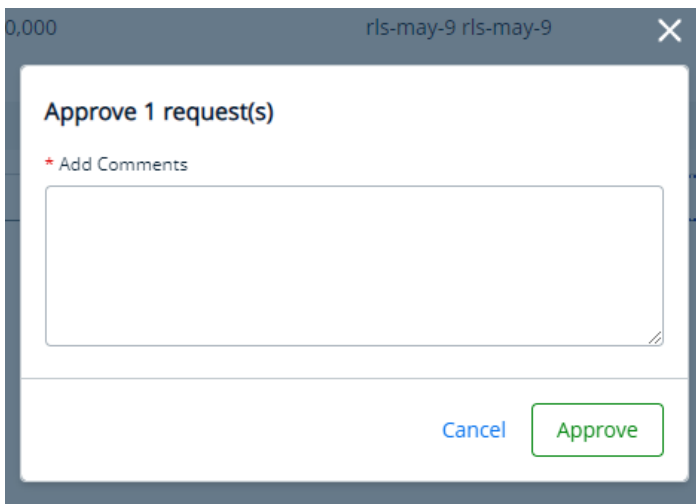 0,000 rls-may-9 rls-may-9
Approve 1 request(s)
* Add Comments
Cancel Approve